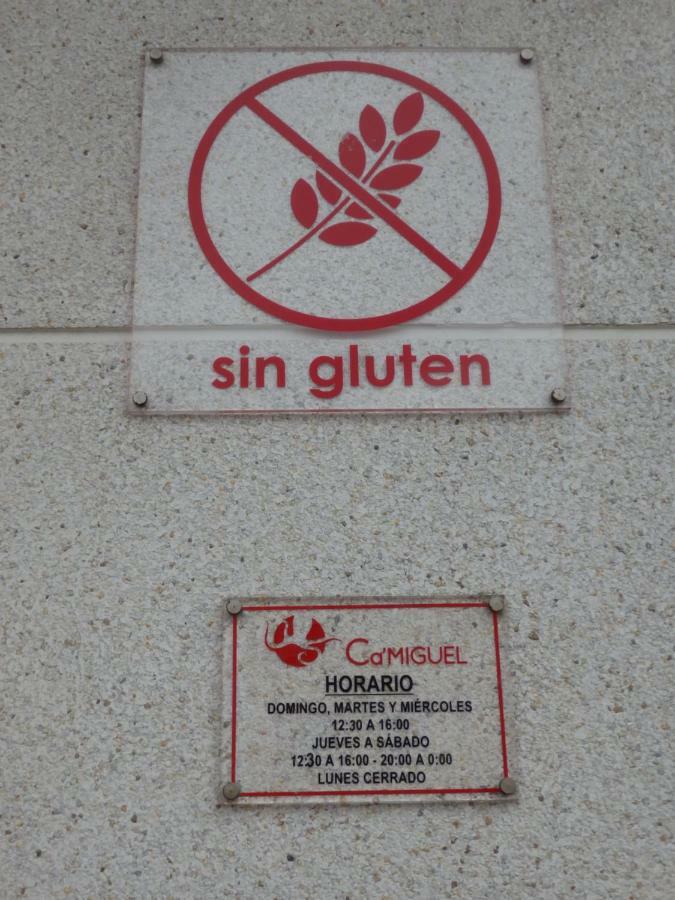 sin gluten
Ca'MIGUEL
HORARIO
DOMINGO, MARTES Y MIÉRCOLES
12:30 A 16:00
JUEVES A SÁBADO
12:30 A 16:00 - 20:00 A 0:00
LUNES CERRADO